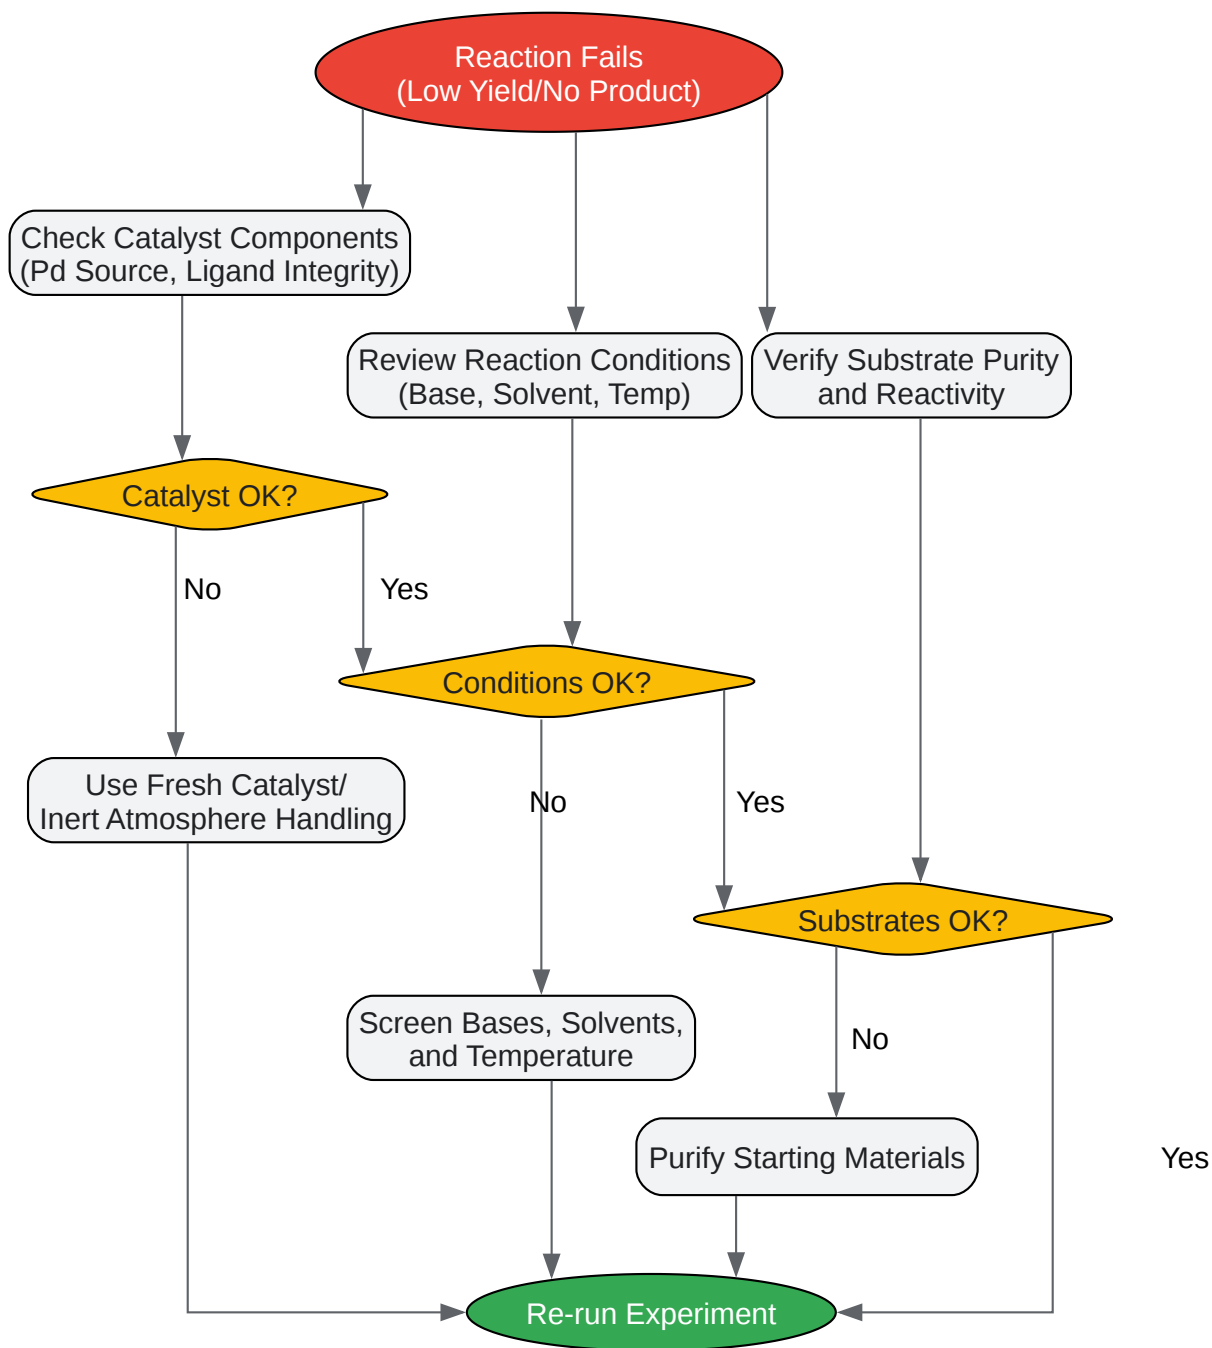 Reaction Fails
(Low Yield/No Product)
Check Catalyst Components
(Pd Source, Ligand Integrity)
Review Reaction Conditions
(Base, Solvent, Temp)
Verify Substrate Purity
and Reactivity
Catalyst OK?
No
Yes
Conditions OK?
Use Fresh Catalyst/
Inert Atmosphere Handling
No
Yes
Substrates OK?
Screen Bases, Solvents,
and Temperature
No
Purify Starting Materials
Yes
Re-run Experiment